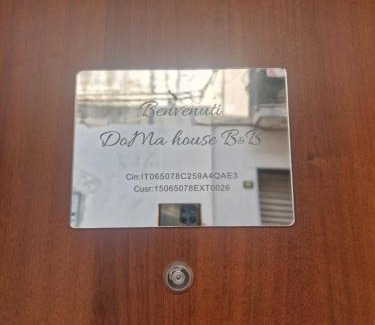 Benvenuti
DoMa house B&B
Cin:IT065078C259A4QAE3
Cusr:15065078EXT0026